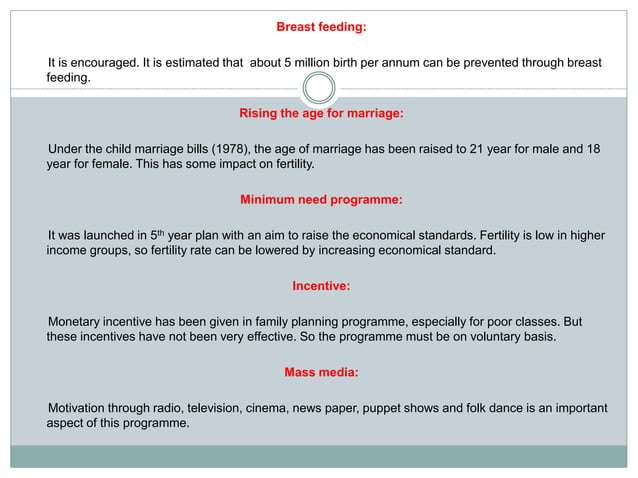 Breast feeding:
It is encouraged. It is estimated that about 5 million birth per annum can be prevented through breast
feeding.
Rising the age for marriage:
Under the child marriage bills (1978), the age of marriage has been raised to 21 year for male and 18
year for female. This has some impact on fertility.
Minimum need programme:
It was launched in 5th year plan with an aim to raise the economical standards. Fertility is low in higher
income groups, so fertility rate can be lowered by increasing economical standard.
Incentive:
Monetary incentive has been given in family planning programme, especially for poor classes. But
these incentives have not been very effective. So the programme must be on voluntary basis.
Mass media:
Motivation through radio, television, cinema, news paper, puppet shows and folk dance is an important
aspect of this programme.